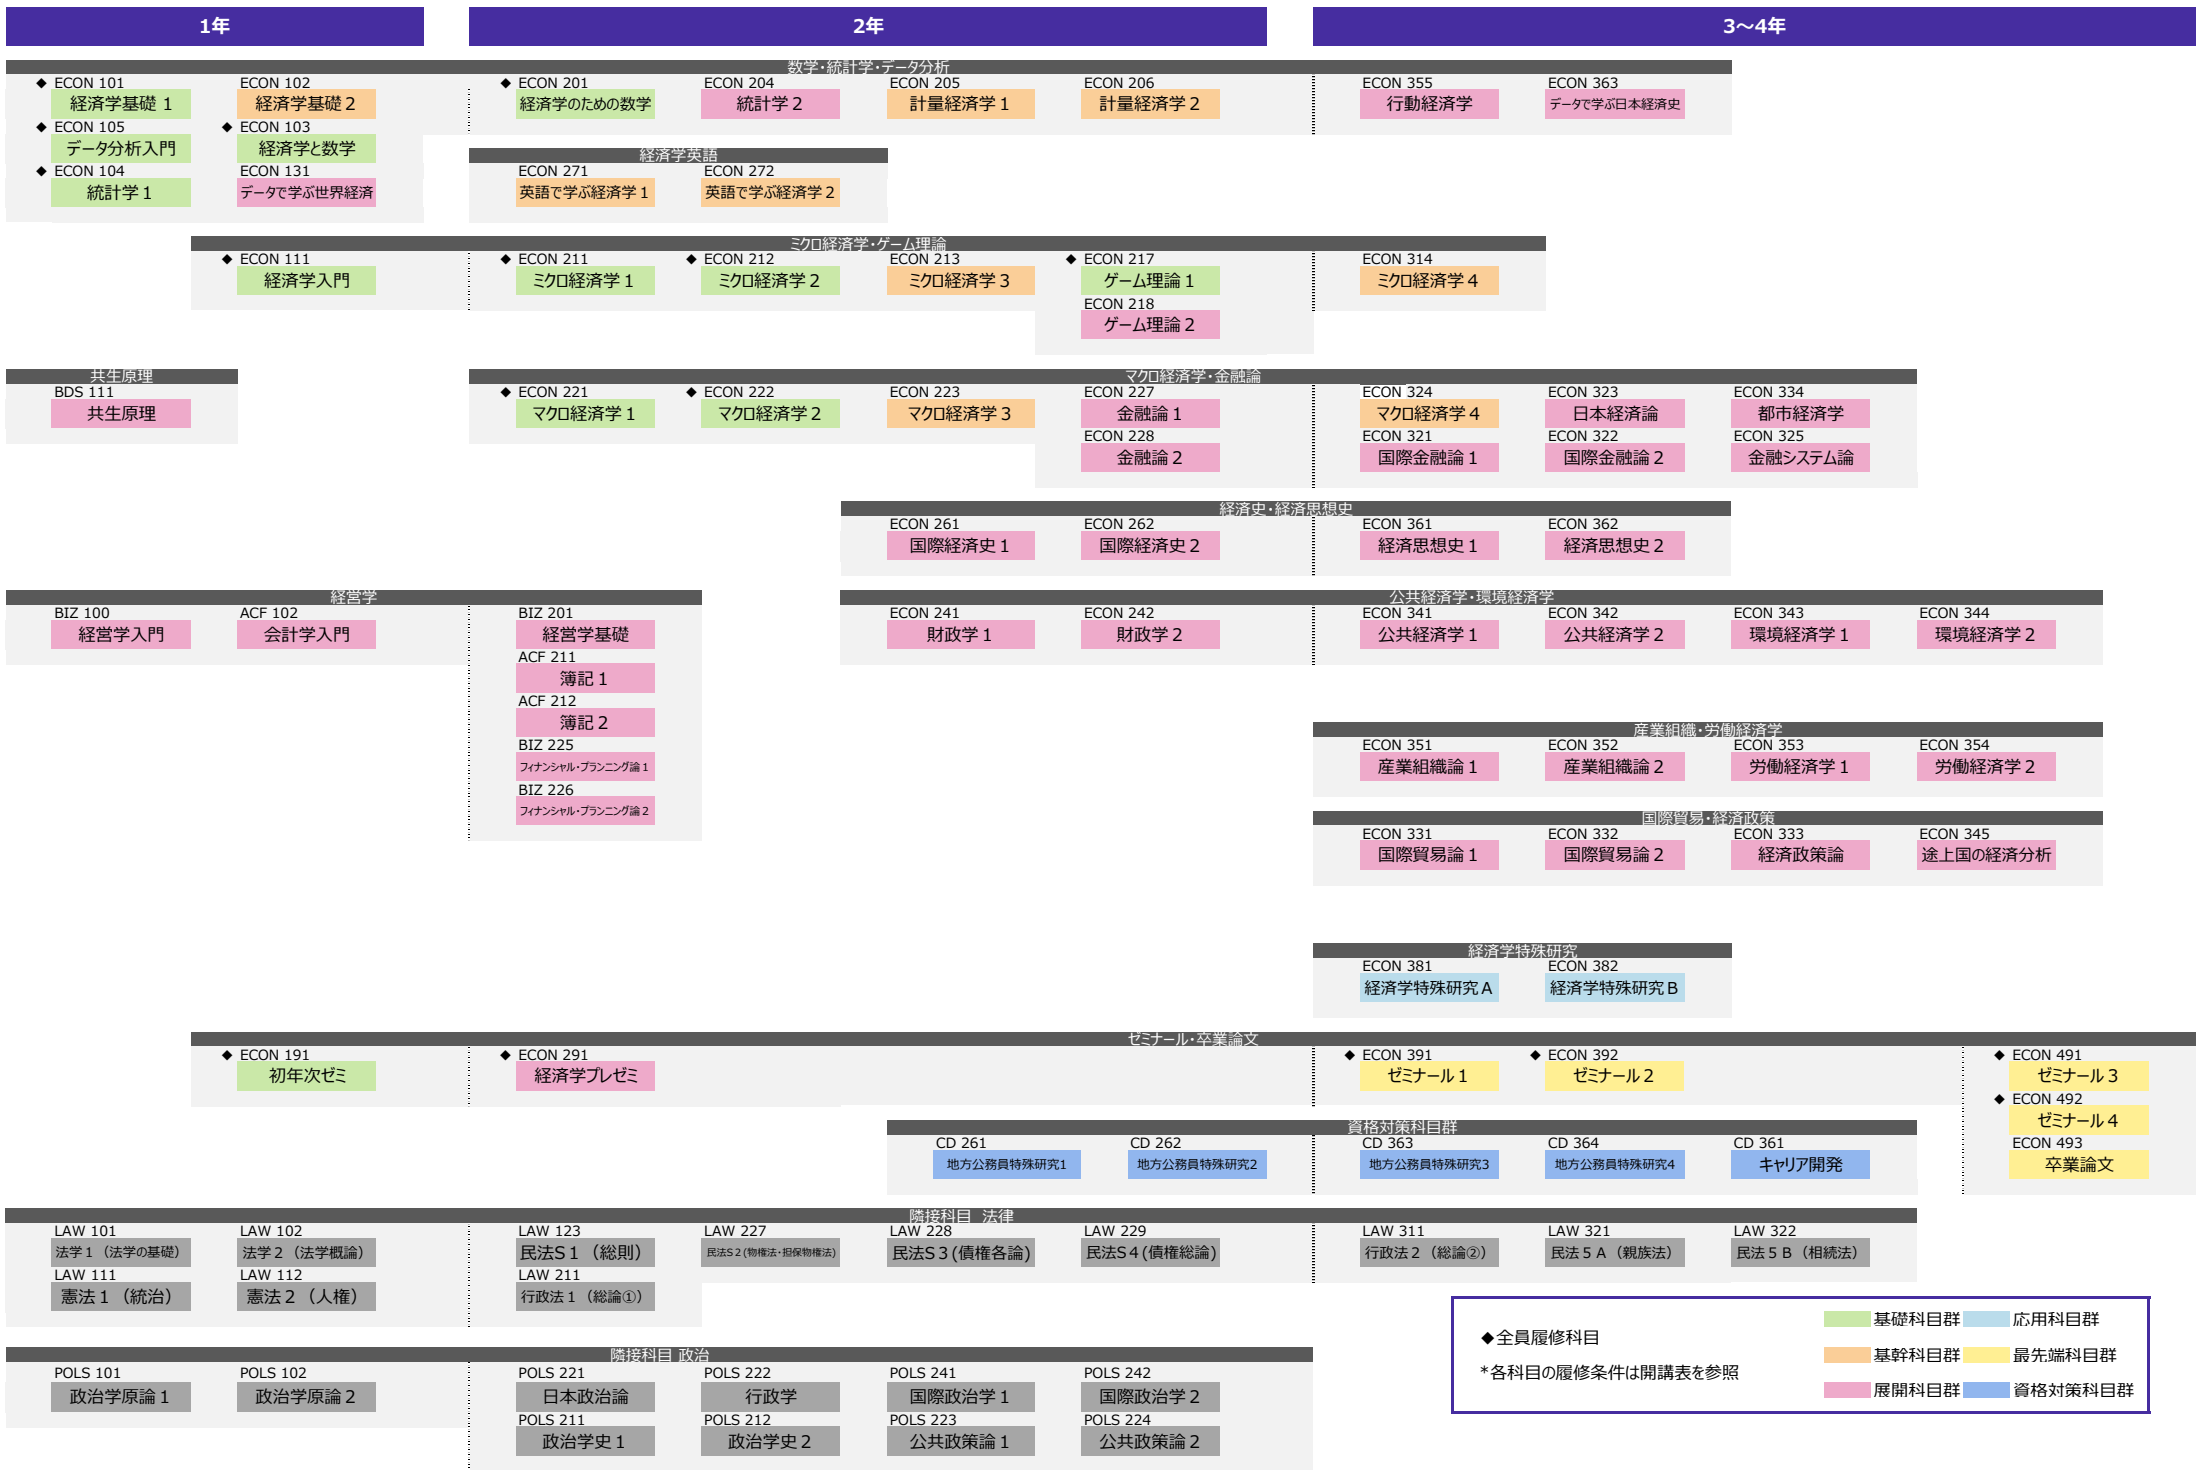 1年
2年
3～4年
数学・統計学・データ分析
◆ ECON 101
経済学基礎１
ECON 102
経済学基礎２
◆ ECON 201
経済学のための数学
ECON 204
統計学２
ECON 205
計量経済学１
ECON 206
計量経済学２
ECON 355
行動経済学
ECON 363
データで学ぶ日本経済史
◆ ECON 105
データ分析入門
◆ ECON 103
経済学と数学
◆ ECON 104
統計学１
ECON 131
データで学ぶ世界経済
経済学英語
ECON 271
英語で学ぶ経済学１
ECON 272
英語で学ぶ経済学２
ミクロ経済学・ゲーム理論
◆ ECON 111
経済学入門
◆ ECON 211
ミクロ経済学１
◆ ECON 212
ミクロ経済学２
ECON 213
ミクロ経済学３
◆ ECON 217
ゲーム理論１
ECON 218
ゲーム理論２
ECON 314
ミクロ経済学４
共生原理
BDS 111
共生原理
マクロ経済学・金融論
◆ ECON 221
マクロ経済学１
◆ ECON 222
マクロ経済学２
ECON 223
マクロ経済学３
ECON 227
金融論１
ECON 228
金融論２
ECON 324
マクロ経済学４
ECON 323
日本経済論
ECON 334
都市経済学
ECON 321
国際金融論１
ECON 322
国際金融論２
ECON 325
金融システム論
経済史・経済思想史
ECON 261
国際経済史１
ECON 262
国際経済史２
ECON 361
経済思想史１
ECON 362
経済思想史２
経営学
BIZ 100
経営学入門
ACF 102
会計学入門
BIZ 201
経営学基礎
ACF 211
簿記１
ACF 212
簿記２
BIZ 225
フィナンシャル・プランニング論１
BIZ 226
フィナンシャル・プランニング論２
公共経済学・環境経済学
ECON 241
財政学１
ECON 242
財政学２
ECON 341
公共経済学１
ECON 342
公共経済学２
ECON 343
環境経済学１
ECON 344
環境経済学２
産業組織・労働経済学
ECON 351
産業組織論１
ECON 352
産業組織論２
ECON 353
労働経済学１
ECON 354
労働経済学２
国際貿易・経済政策
ECON 331
国際貿易論１
ECON 332
国際貿易論２
ECON 333
経済政策論
ECON 345
途上国の経済分析
経済学特殊研究
ECON 381
経済学特殊研究Ａ
ECON 382
経済学特殊研究Ｂ
ゼミナール・卒業論文
◆ ECON 191
初年次ゼミ
◆ ECON 291
経済学プレゼミ
◆ ECON 391
ゼミナール１
◆ ECON 392
ゼミナール２
◆ ECON 491
ゼミナール３
◆ ECON 492
ゼミナール４
ECON 493
卒業論文
資格対策科目群
CD 261
地方公務員特殊研究1
CD 262
地方公務員特殊研究2
CD 363
地方公務員特殊研究3
CD 364
地方公務員特殊研究4
CD 361
キャリア開発
隣接科目 法律
LAW 101
法学１（法学の基礎）
LAW 102
法学２（法学概論）
LAW 123
民法S１（総則）
LAW 227
民法S２(物権法・担保物権法)
LAW 228
民法S３(債権各論)
LAW 229
民法S４(債権総論)
LAW 311
行政法２（総論②）
LAW 321
民法５Ａ（親族法）
LAW 322
民法５Ｂ（相続法）
LAW 111
憲法１（統治）
LAW 112
憲法２（人権）
LAW 211
行政法１（総論①）
隣接科目 政治
POLS 101
政治学原論１
POLS 102
政治学原論２
POLS 221
日本政治論
POLS 222
行政学
POLS 241
国際政治学１
POLS 242
国際政治学２
POLS 211
政治学史１
POLS 212
政治学史２
POLS 223
公共政策論１
POLS 224
公共政策論２
◆全員履修科目
*各科目の履修条件は開講表を参照
基礎科目群
応用科目群
基幹科目群
最先端科目群
展開科目群
資格対策科目群